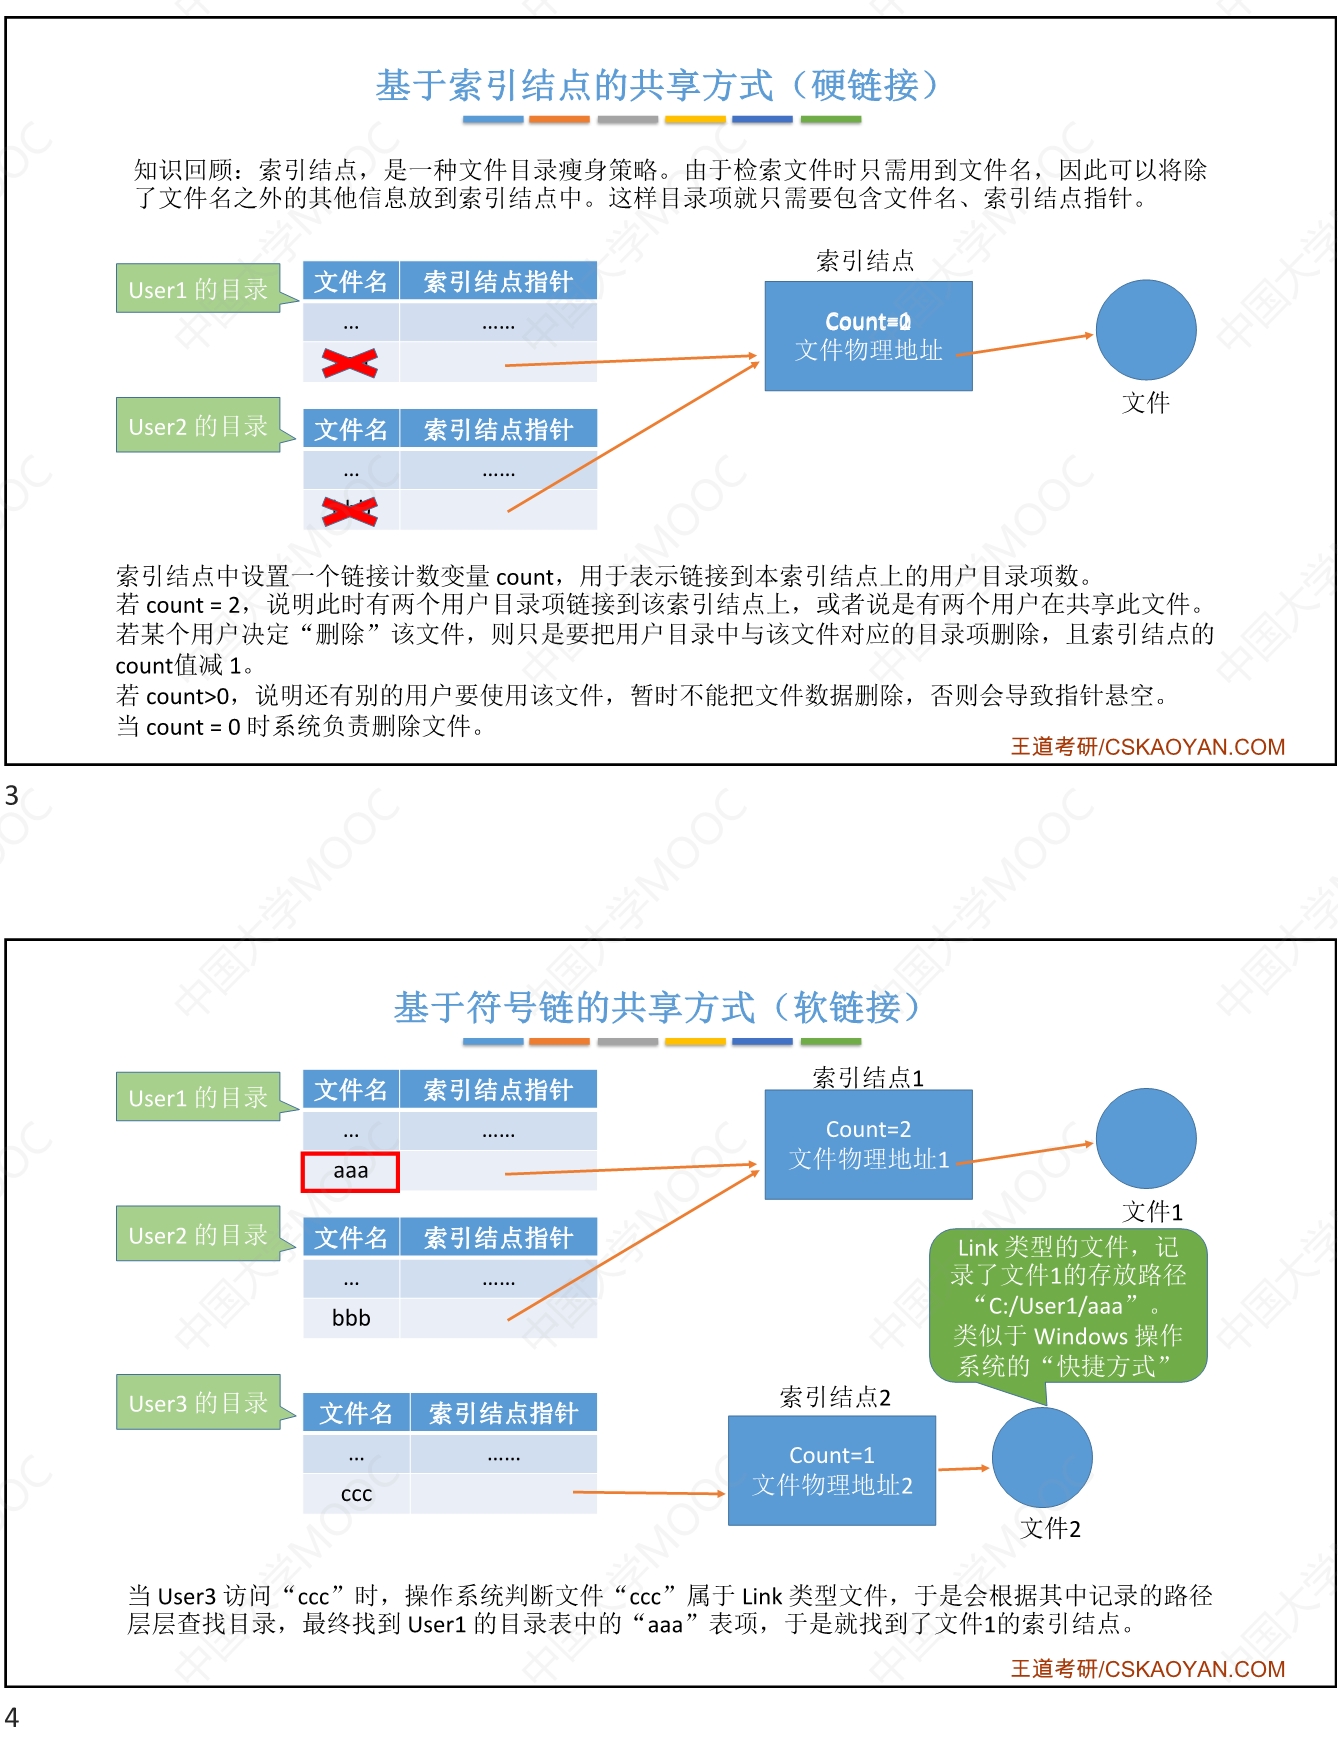 基于索引结点的共享方式（硬链接）
知识回顾：索引结点，是一种文件目录瘦身策略。由于检索文件时只需用到文件名，因此可以将除
了文件名之外的其他信息放到索引结点中。这样目录项就只需要包含文件名、索引结点指针。
索引结点
User1 的目录
文件名 索引结点指针
... ......
Count=
文件物理地址
文件
User2 的目录
文件名 索引结点指针
... ......
索引结点中设置一个链接计数变量 count，用于表示链接到本索引结点上的用户目录项数。
若 count = 2，说明此时有两个用户目录项链接到该索引结点上，或者说是有两个用户在共享此文件。
若某个用户决定“删除”该文件，则只是要把用户目录中与该文件对应的目录项删除，且索引结点的
count值减 1。
若 count>0，说明还有别的用户要使用该文件，暂时不能把文件数据删除，否则会导致指针悬空。
当 count = 0 时系统负责删除文件。
王道考研/CSKAOYAN.COM
3
基于符号链的共享方式（软链接）
索引结点1
User1 的目录
文件名 索引结点指针
... ......
aaa
Count=2
文件物理地址1
文件1
User2 的目录
文件名 索引结点指针
... ......
bbb
Link 类型的文件，记
录了文件1的存放路径
“C:/User1/aaa”。
类似于 Windows 操作
系统的“快捷方式”
User3 的目录
文件名 索引结点指针
... ......
ccc
索引结点2
Count=1
文件物理地址2
文件2
当 User3 访问“ccc”时，操作系统判断文件“ccc”属于 Link 类型文件，于是会根据其中记录的路径
层层查找目录，最终找到 User1 的目录表中的“aaa”表项，于是就找到了文件1的索引结点。
王道考研/CSKAOYAN.COM
4
中国大学MOOC